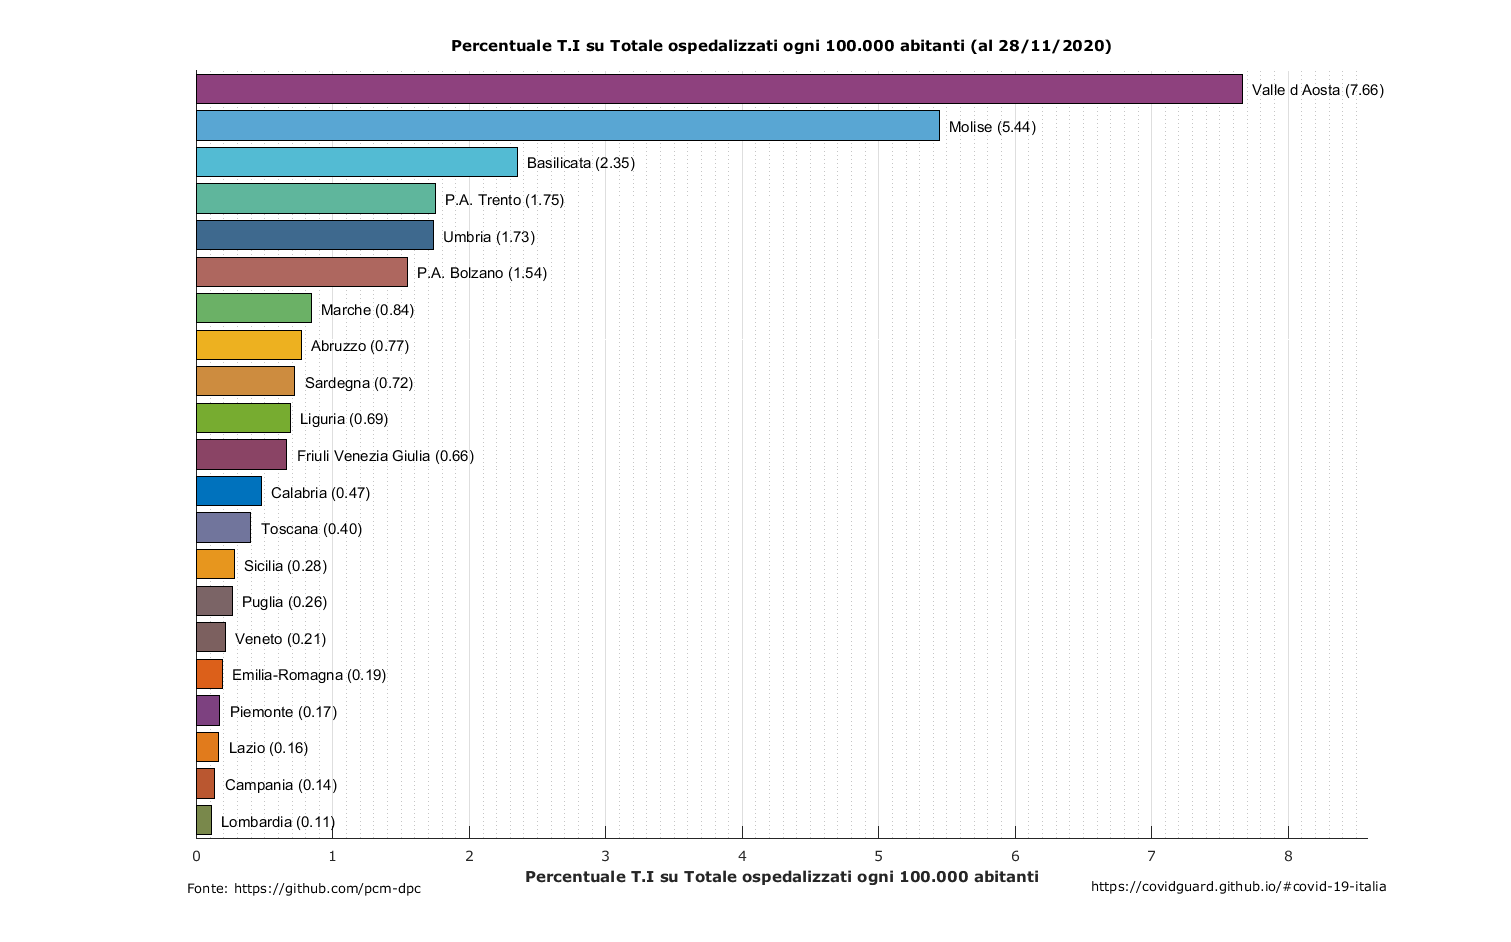 Percentuale T.I su Totale ospedalizzati ogni 100.000 abitanti (al 28/11/2020)
Valle d Aosta (7.66)
Molise (5.44)
Basilicata (2.35)
P.A. Trento (1.75)
Umbria (1.73)
P.A. Bolzano (1.54)
Marche (0.84)
Abruzzo (0.77)
Sardegna (0.72)
Liguria (0.69)
Friuli Venezia Giulia (0.66)
Calabria (0.47)
Toscana (0.40)
Sicilia (0.28)
Puglia (0.26)
Veneto (0.21)
Emilia-Romagna (0.19)
Piemonte (0.17)
Lazio (0.16)
Campania (0.14)
Lombardia (0.11)
0 1 2 3 4 5 6 7 8
Percentuale T.I su Totale ospedalizzati ogni 100.000 abitanti
Fonte: https://github.com/pcm-dpc
https://covidguard.github.io/#covid-19-italia